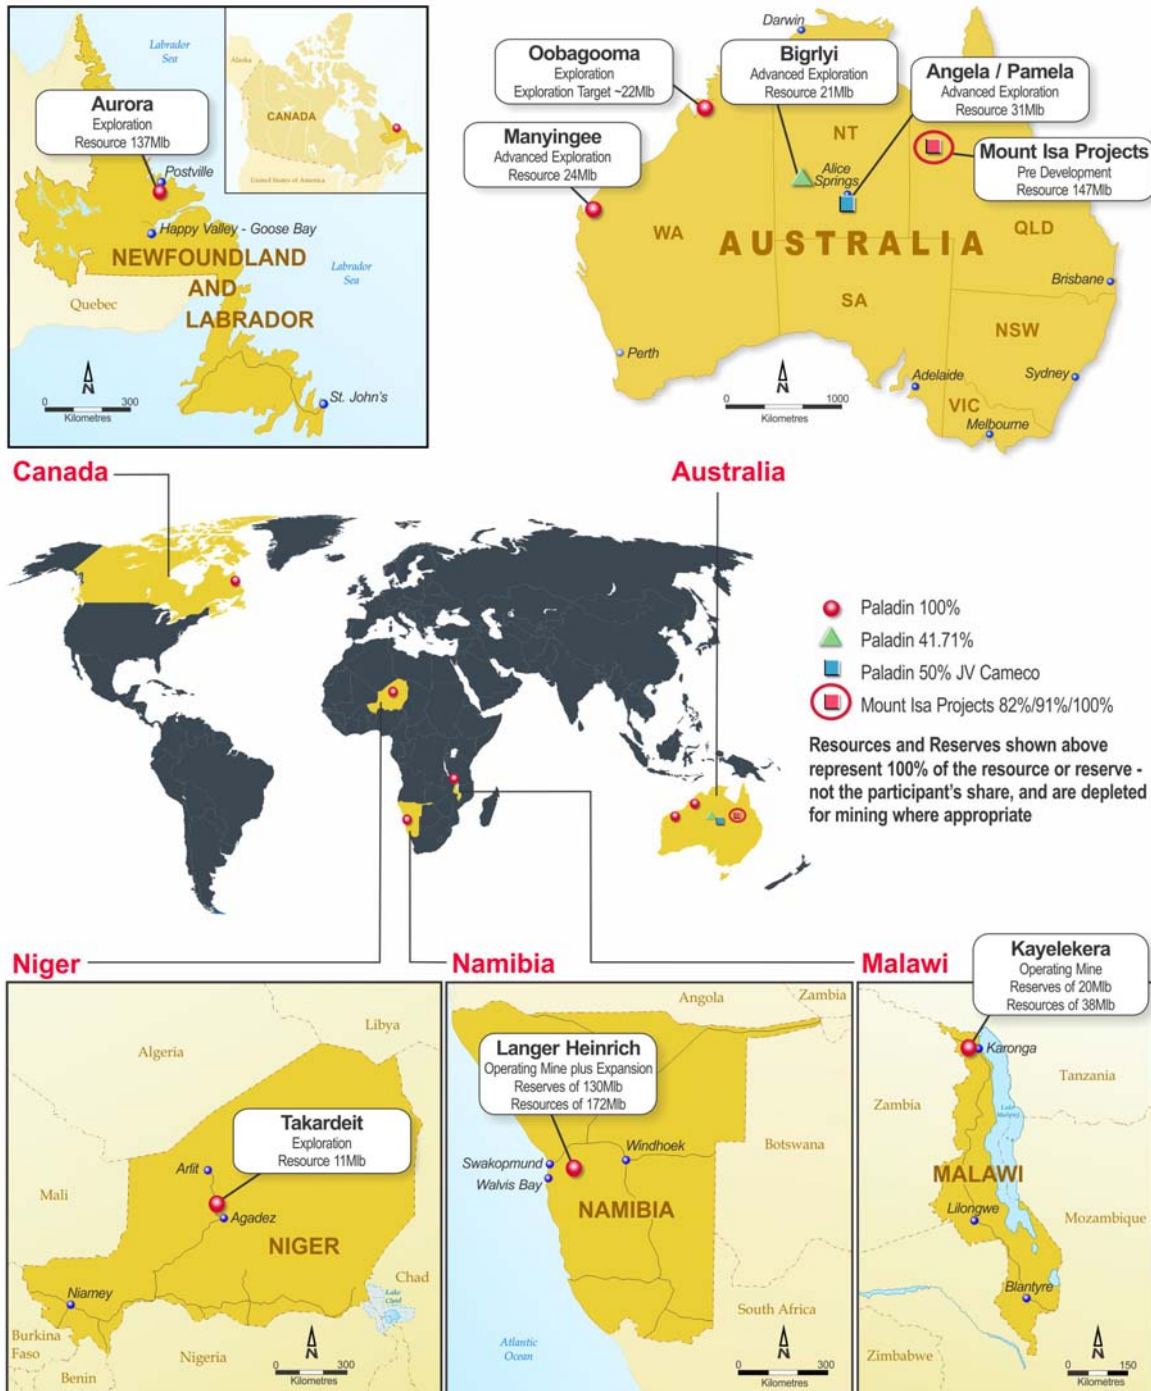 Labrador
Sea
Alaska
CANADA
United States of America
Aurora
Exploration
Resource 137Mlb
Postville
Happy Valley - Goose Bay
NEWFOUNDLAND
AND
LABRADOR
Labrador
Sea
Quebec
St. John's
N
0 300
Kilometres
Darwin
Oobagooma
Exploration
Exploration Target ~22Mlb
Bigrlyi
Advanced Exploration
Resource 21Mlb
Angela / Pamela
Advanced Exploration
Resource 31Mlb
Manyingee
Advanced Exploration
Resource 24Mlb
Mount Isa Projects
Pre Development
Resource 147Mlb
NT
Alice
Springs
WA
AUSTRALIA
QLD
SA
Brisbane
NSW
Perth
Adelaide
Sydney
VIC
Melbourne
N
0 1000
Kilometres
Canada
Australia
Paladin 100%
Paladin 41.71%
Paladin 50% JV Cameco
Mount Isa Projects 82%/91%/100%
Resources and Reserves shown above
represent 100% of the resource or reserve -
not the participant's share, and are depleted
for mining where appropriate
Niger
Namibia
Malawi
Libya
Algeria
Takardeit
Exploration
Resource 11Mlb
Arlit
Mali
Agadez
NIGER
Chad
Niamey
Lake
Chad
Burkina
Faso
Nigeria
Benin
N
0 300
Kilometres
Angola
Zambia
Langer Heinrich
Operating Mine plus Expansion
Reserves of 130Mlb
Resources of 172Mlb
Botswana
Windhoek
Swakopmund
Walvis Bay
NAMIBIA
South Africa
Atlantic
Ocean
N
0 300
Kilometres
Kayelekera
Operating Mine
Reserves of 20Mlb
Resources of 38Mlb
Karonga
Tanzania
Zambia
Lake
Malawi
MALAWI
Lilongwe
Mozambique
Blantyre
Zimbabwe
N
0 150
Kilometres